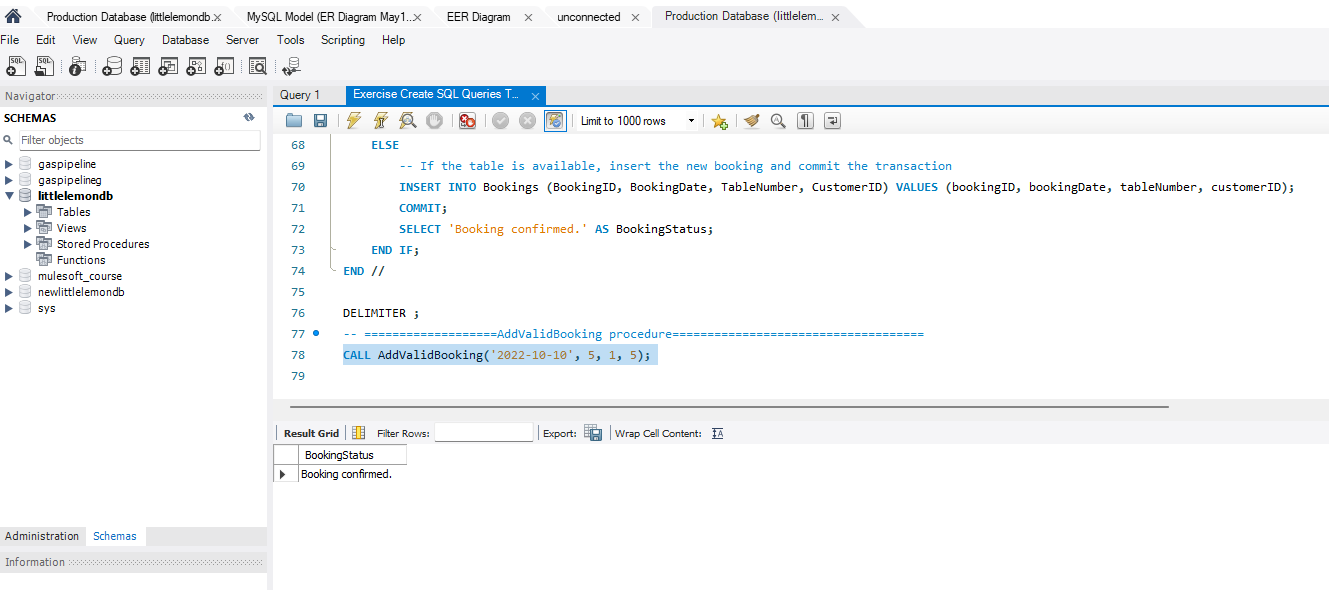 Production Database (littlelemondb.
MySQL Model (ER Diagram May1...
EER Diagram
unconnected
Production Database (littlelem...
File Edit View Query Database Server Tools Scripting Help
Navigator
SCHEMAS
Filter objects
gaspipeline
gaspipelineg
littlelemondb
Tables
Views
Stored Procedures
Functions
mulesoft_course
newlittlelemondb
sys
Administration Schemas
Information
Query 1
Exercise Create SQL Queries T...
Limit to 1000 rows
68 ELSE
69 -- If the table is available, insert the new booking and commit the transaction
70 INSERT INTO Bookings (BookingID, BookingDate, TableNumber, CustomerID) VALUES (bookingID, bookingDate, tableNumber, customerID);
71 COMMIT;
72 SELECT 'Booking confirmed.' AS BookingStatus;
73 END IF;
74 END //
75
76 DELIMITER ;
77 -- ===================AddValidBooking procedure====================================
78 CALL AddValidBooking('2022-10-10', 5, 1, 5);
79
Result Grid Filter Rows: Export: Wrap Cell Content:
BookingStatus
Booking confirmed.